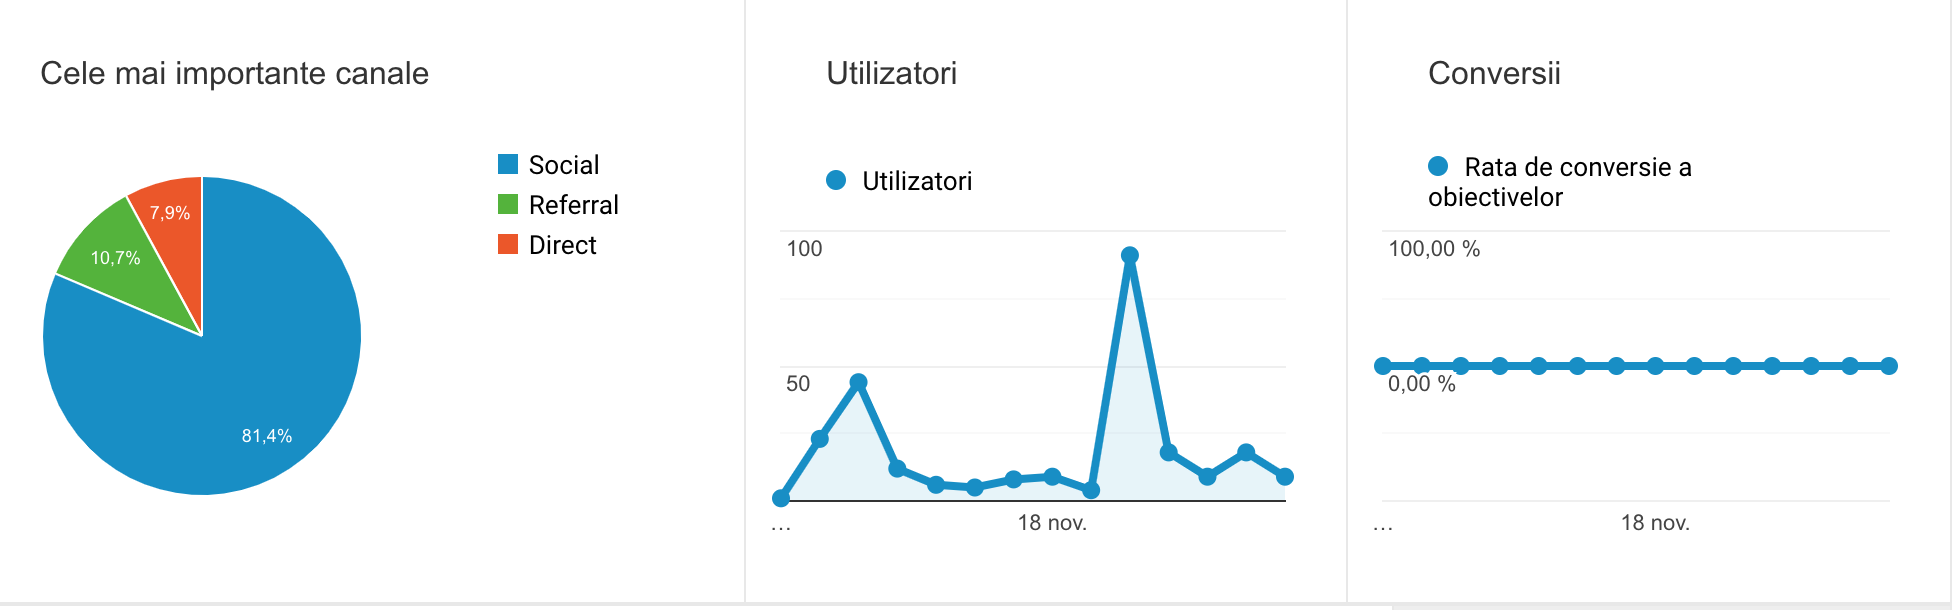 Cele mai importante canale
Social
Referral
Direct
7,9%
10,7%
81,4%
Utilizatori
Utilizatori
100
50
...
18 nov.
Conversii
Rata de conversie a
obiectivelor
100,00 %
0,00 %
...
18 nov.